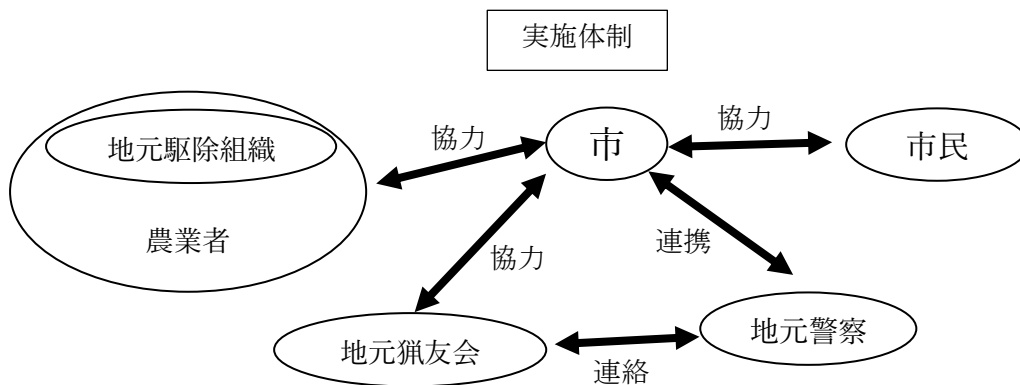 実施体制
地元駆除組織
農業者
協力
市
協力
市民
協力
連携
地元猟友会
連絡
地元警察